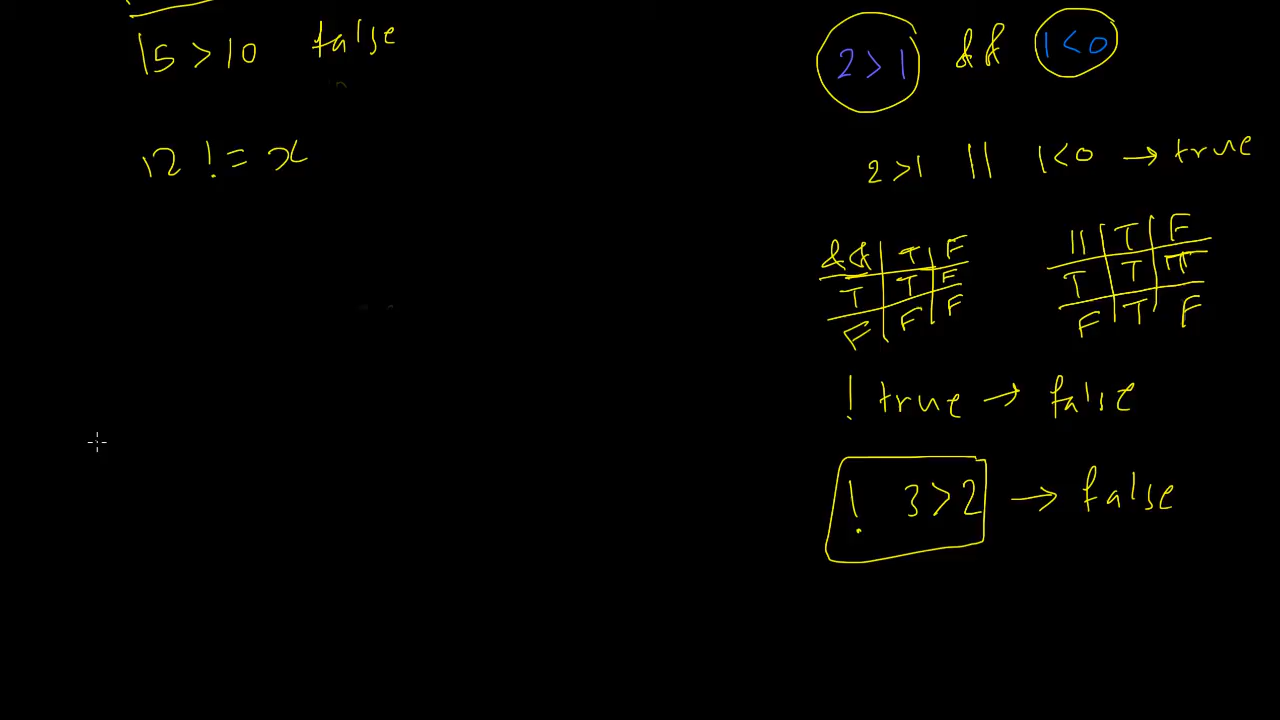 15 > 10 false
12 != x
2 > 1 && 1 < 0
2 > 1 || 1 < 0 → true
&& T F
T T F
F F F
|| T F
T T T
F T F
! true → false
! 3 > 2 → false